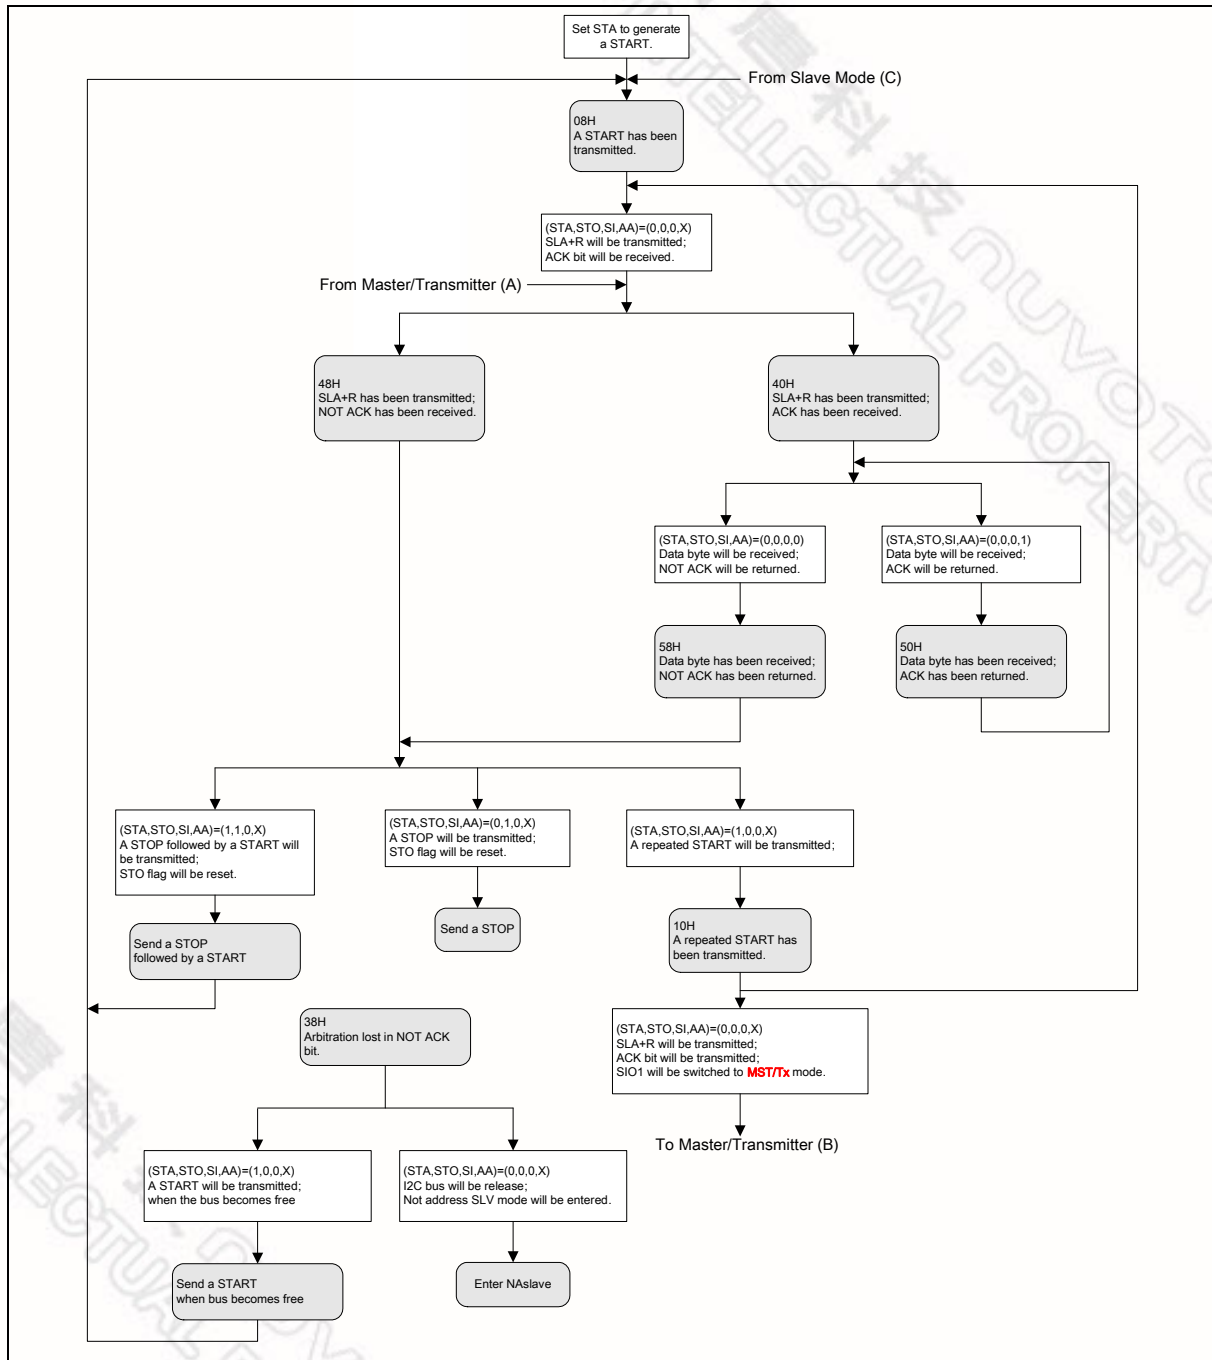 Set STA to generate
a START.
From Slave Mode (C)
08H
A START has been
transmitted.
(STA,STO,SI,AA)=(0,0,0,X)
SLA+R will be transmitted;
ACK bit will be received.
From Master/Transmitter (A)
48H
SLA+R has been transmitted;
NOT ACK has been received.
40H
SLA+R has been transmitted;
ACK has been received.
(STA,STO,SI,AA)=(0,0,0,0)
Data byte will be received;
NOT ACK will be returned.
(STA,STO,SI,AA)=(0,0,0,1)
Data byte will be received;
ACK will be returned.
58H
Data byte has been received;
NOT ACK has been returned.
50H
Data byte has been received;
ACK has been returned.
(STA,STO,SI,AA)=(1,1,0,X)
A STOP followed by a START will
be transmitted;
STO flag will be reset.
(STA,STO,SI,AA)=(0,1,0,X)
A STOP will be transmitted;
STO flag will be reset.
(STA,STO,SI,AA)=(1,0,0,X)
A repeated START will be transmitted;
Send a STOP
followed by a START
Send a STOP
10H
A repeated START has
been transmitted.
38H
Arbitration lost in NOT ACK
bit.
(STA,STO,SI,AA)=(0,0,0,X)
SLA+R will be transmitted;
ACK bit will be transmitted;
SIO1 will be switched to MST/Tx mode.
To Master/Transmitter (B)
(STA,STO,SI,AA)=(1,0,0,X)
A START will be transmitted;
when the bus becomes free
(STA,STO,SI,AA)=(0,0,0,X)
I2C bus will be release;
Not address SLV mode will be entered.
Send a START
when bus becomes free
Enter NAslave
唐科技 nuvoTo
INTELLECTUAL PROPERTY